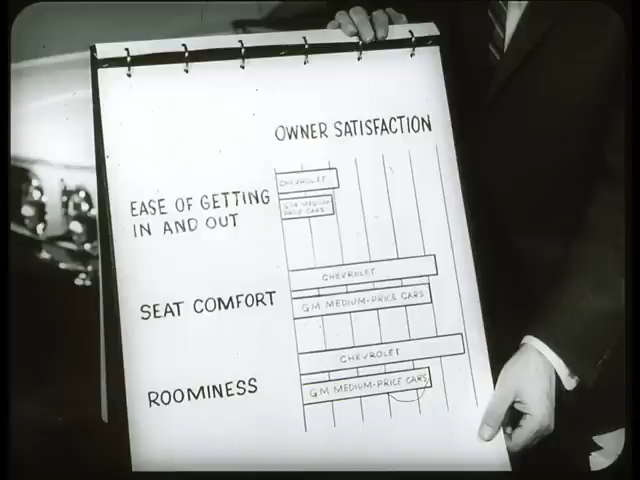 OWNER SATISFACTION
EASE OF GETTING
IN AND OUT
CHEVROLET
GM MEDIUM-
PRICE CARS
SEAT COMFORT
CHEVROLET
GM MEDIUM-PRICE CARS
ROOMINESS
CHEVROLET
GM MEDIUM-PRICE CARS